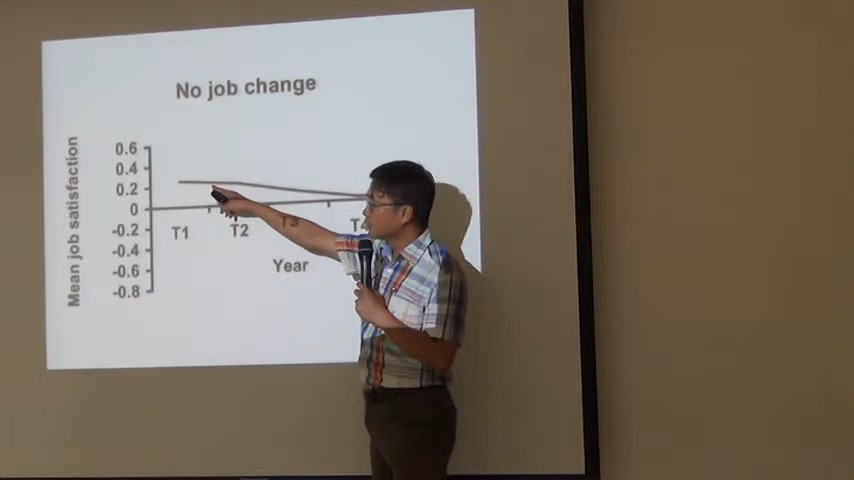 No job change
Mean job satisfaction
0.6
0.4
0.2
0
-0.2
-0.4
-0.6
-0.8
T1 T2 T3 T4
Year